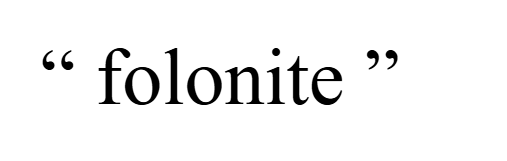 “ folonite ”